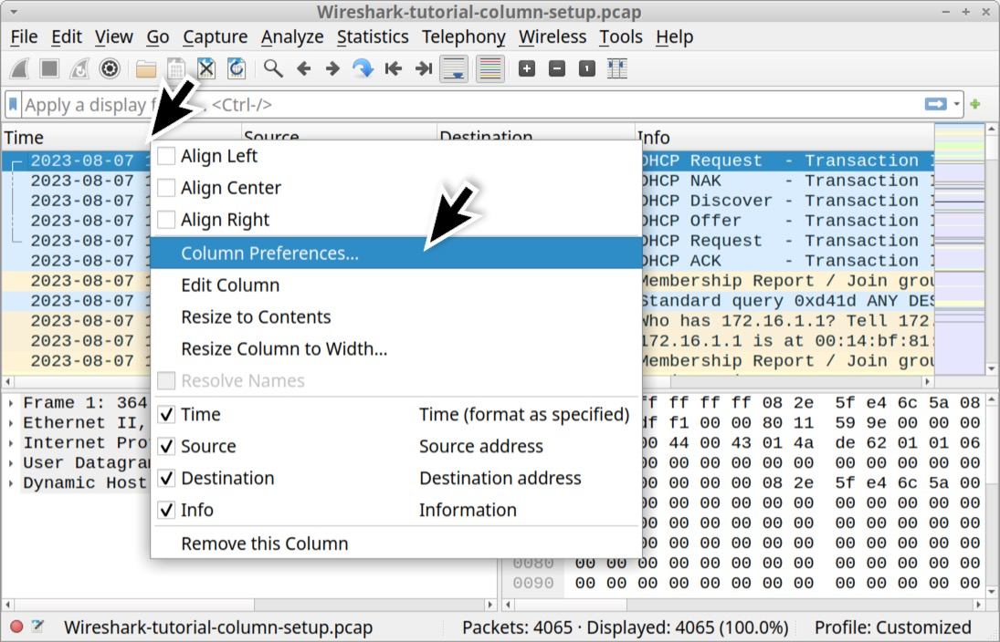 Wireshark-tutorial-column-setup.pcap
File Edit View Go Capture Analyze Statistics Telephony Wireless Tools Help
Apply a display f... <Ctrl-/>
Time Source Destination Info
2023-08-07 1 DHCP Request - Transaction I
2023-08-07 1 DHCP NAK - Transaction I
2023-08-07 1 DHCP Discover - Transaction I
2023-08-07 1 DHCP Offer - Transaction I
2023-08-07 1 DHCP Request - Transaction I
2023-08-07 1 DHCP ACK - Transaction I
2023-08-07 1 Membership Report / Join grou
2023-08-07 1 Standard query 0xd41d ANY DES
2023-08-07 1 Who has 172.16.1.1? Tell 172.
2023-08-07 1 172.16.1.1 is at 00:14:bf:81:
2023-08-07 1 Membership Report / Join grou
Align Left
Align Center
Align Right
Column Preferences...
Edit Column
Resize to Contents
Resize Column to Width...
Resolve Names
Time Time (format as specified)
Source Source address
Destination Destination address
Info Information
Remove this Column
Frame 1: 364
Ethernet II,
Internet Pro
User Datagra
Dynamic Host
ff ff ff ff 08 2e 5f e4 6c 5a 08
df f1 00 00 80 11 59 9e 00 00 00
00 44 00 43 01 4a de 62 01 01 06
00 00 00 00 00 00 00 00 00 00 00
00 00 00 00 08 2e 5f e4 6c 5a 00
00 00 00 00 00 00 00 00 00 00 00
00 00 00 00 00 00 00 00 00 00 00
00 00 00 00 00 00 00 00 00 00 00
0080 00 00 00 00 00 00 00 00 00 00 00 00 00
0090 00 00 00 00 00 00 00 00 00 00 00 00 00
Wireshark-tutorial-column-setup.pcap Packets: 4065 · Displayed: 4065 (100.0%) Profile: Customized